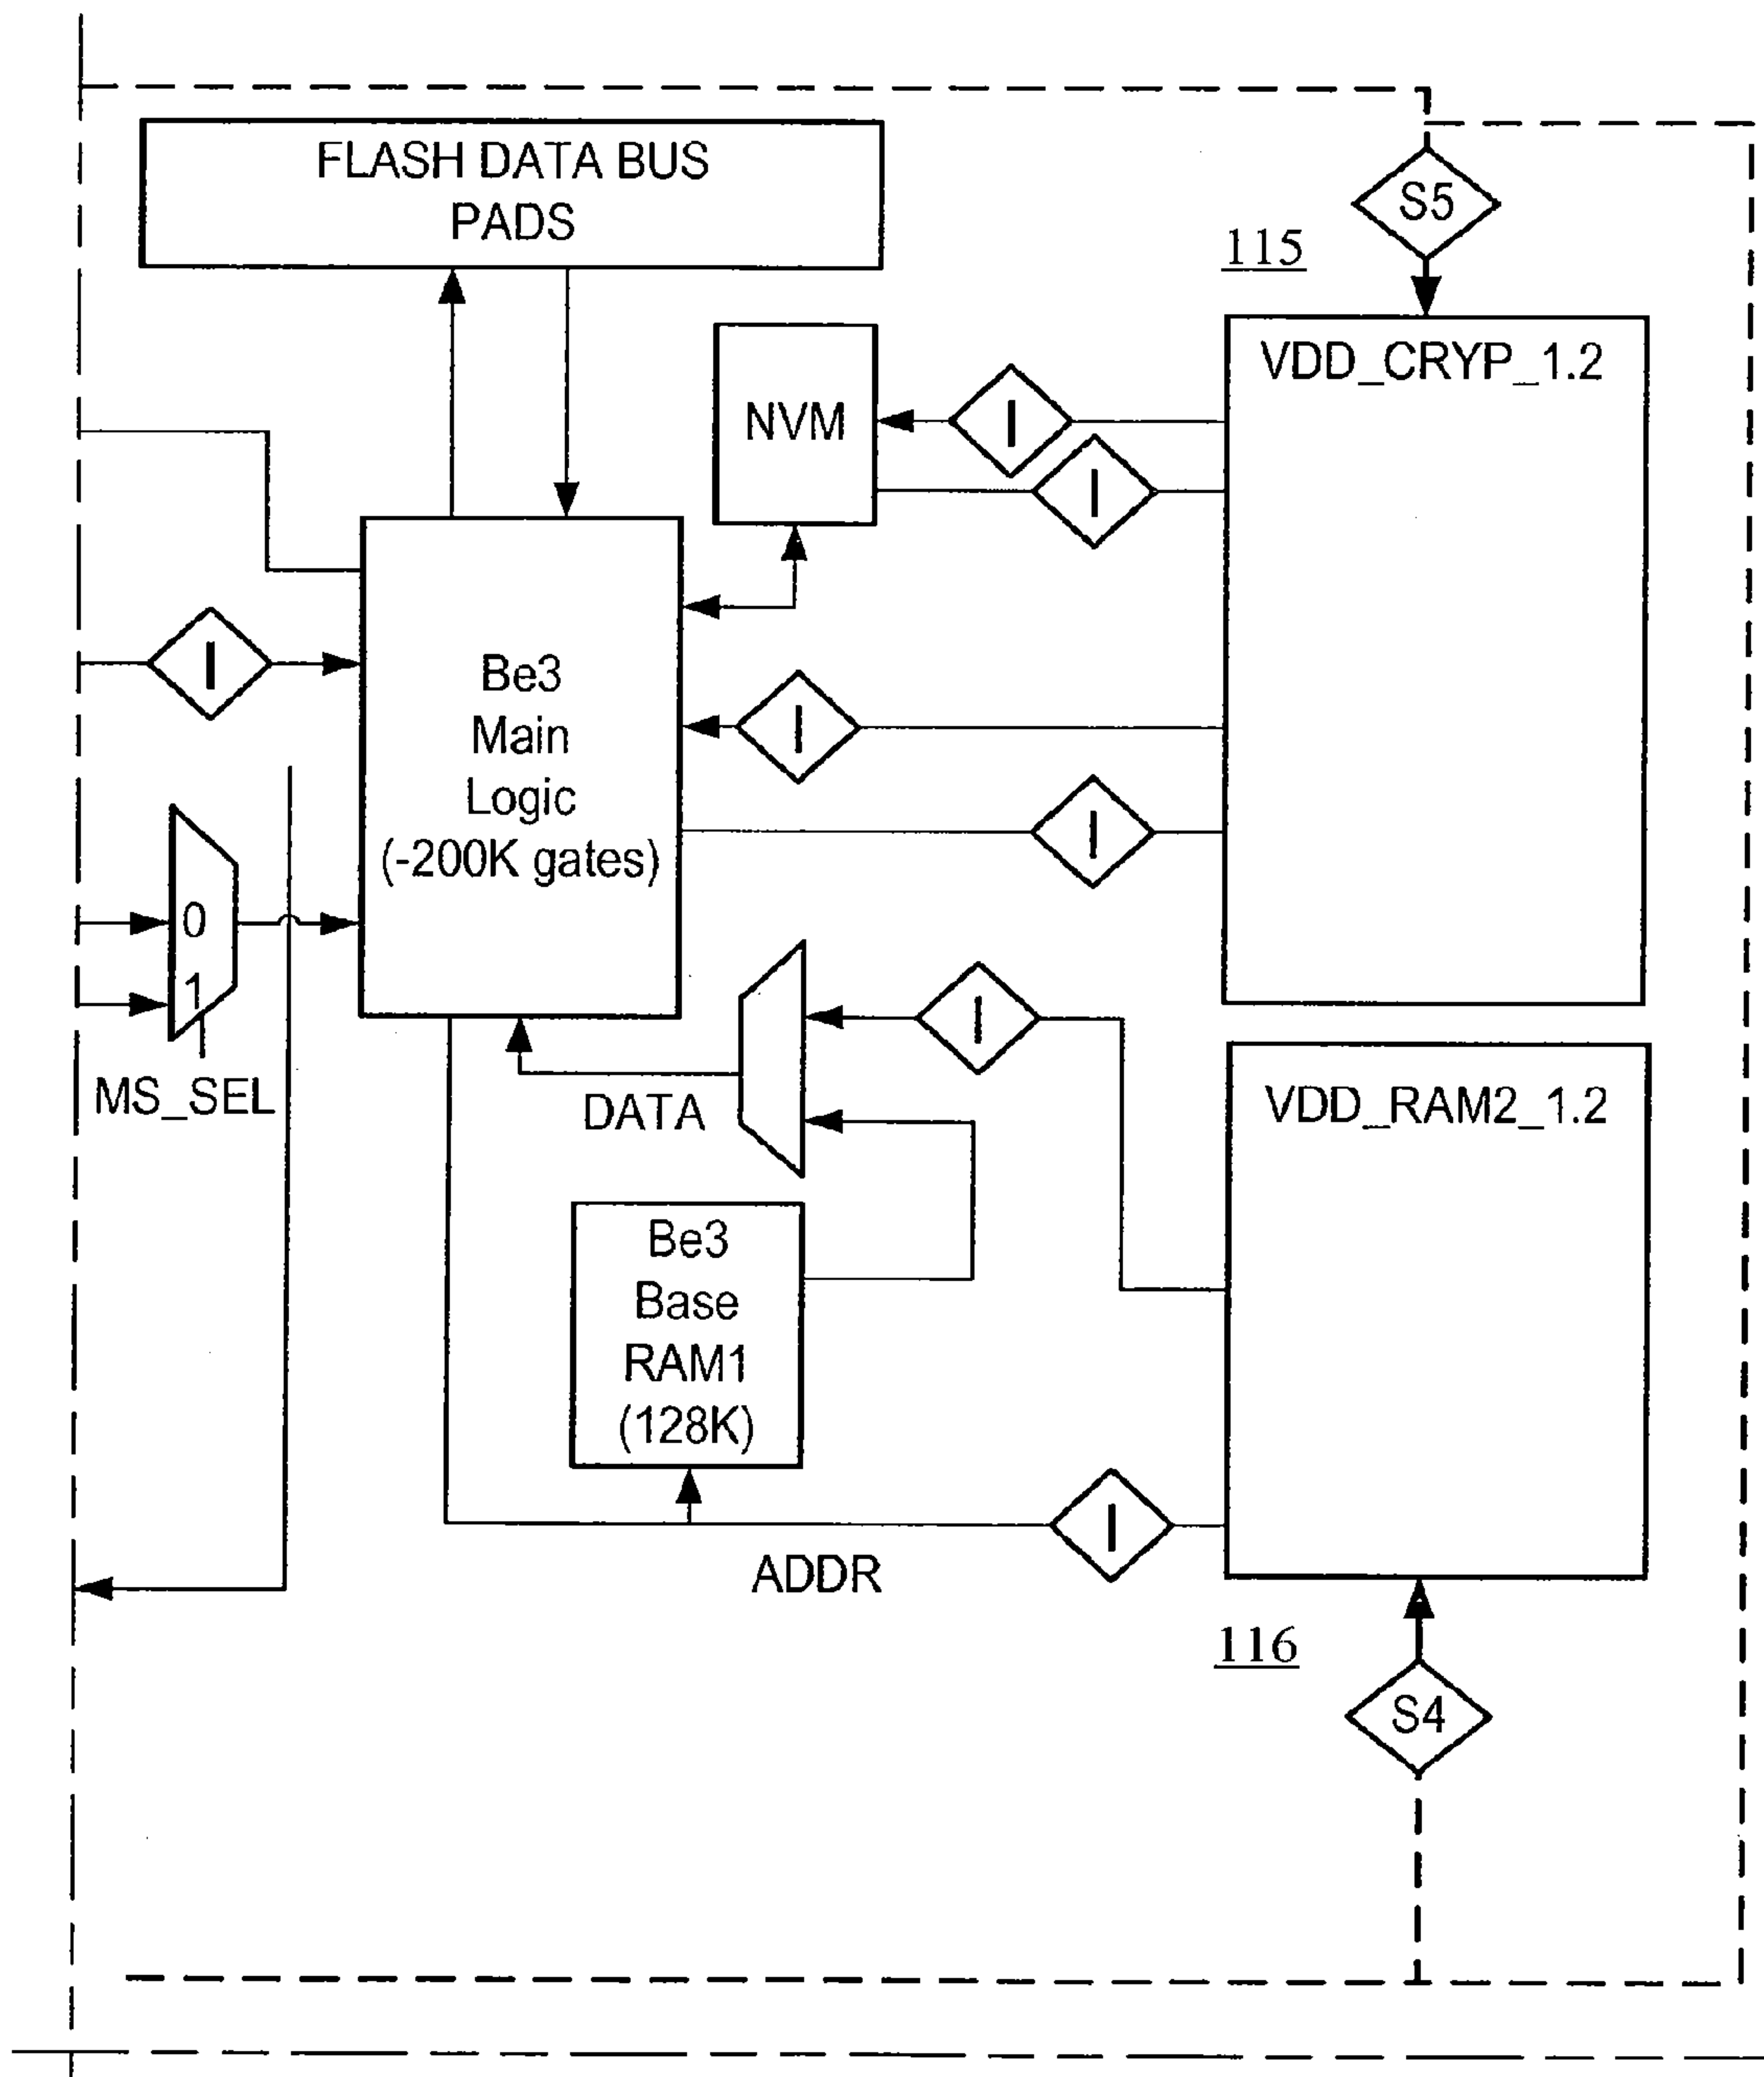 FLASH DATA BUS
PADS
S5
115
VDD_CRYP_1.2
NVM
I
I
Be3
Main
Logic
(-200K gates)
I
I
I
0
1
MS_SEL
I
DATA
VDD_RAM2_1.2
Be3
Base
RAM1
(128K)
I
ADDR
116
S4